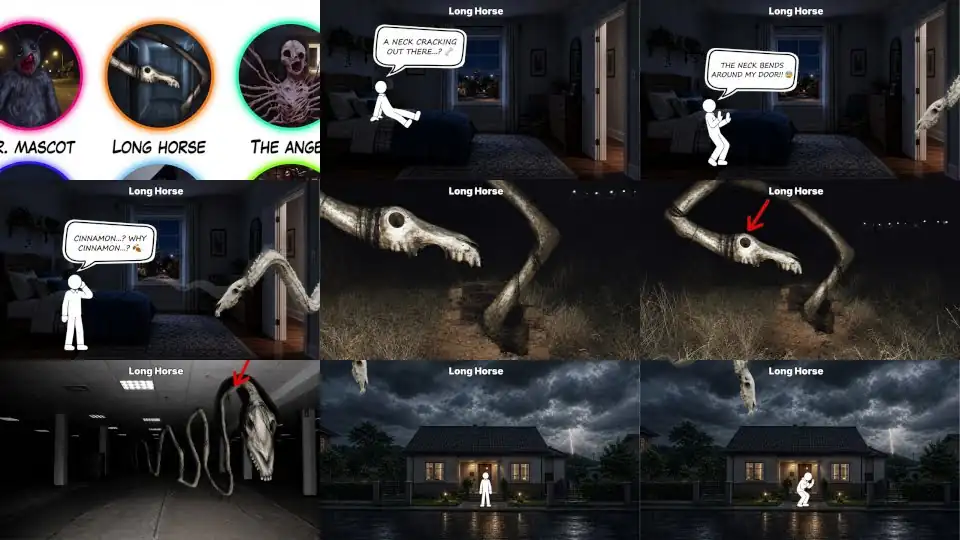 R. MASCOT
LONG HORSE
THE ANGE
Long Horse
A NECK CRACKING
OUT THERE...? 🦴
Long Horse
THE NECK BENDS
AROUND MY DOOR!! 😰
Long Horse
CINNAMON...? WHY
CINNAMON...? 🍂
Long Horse
Long Horse
Long Horse
Long Horse
Long Horse